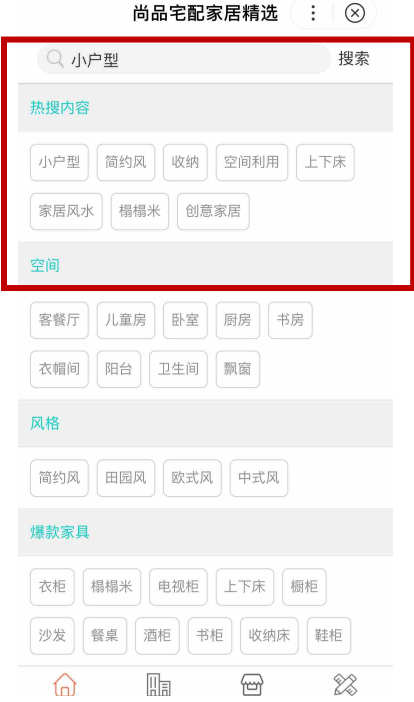 尚品宅配家居精选
小户型 搜索
热搜内容
小户型 简约风 收纳 空间利用 上下床
家居风水 榻榻米 创意家居
空间
客餐厅 儿童房 卧室 厨房 书房
衣帽间 阳台 卫生间 飘窗
风格
简约风 田园风 欧式风 中式风
爆款家具
衣柜 榻榻米 电视柜 上下床 橱柜
沙发 餐桌 酒柜 书柜 收纳床 鞋柜